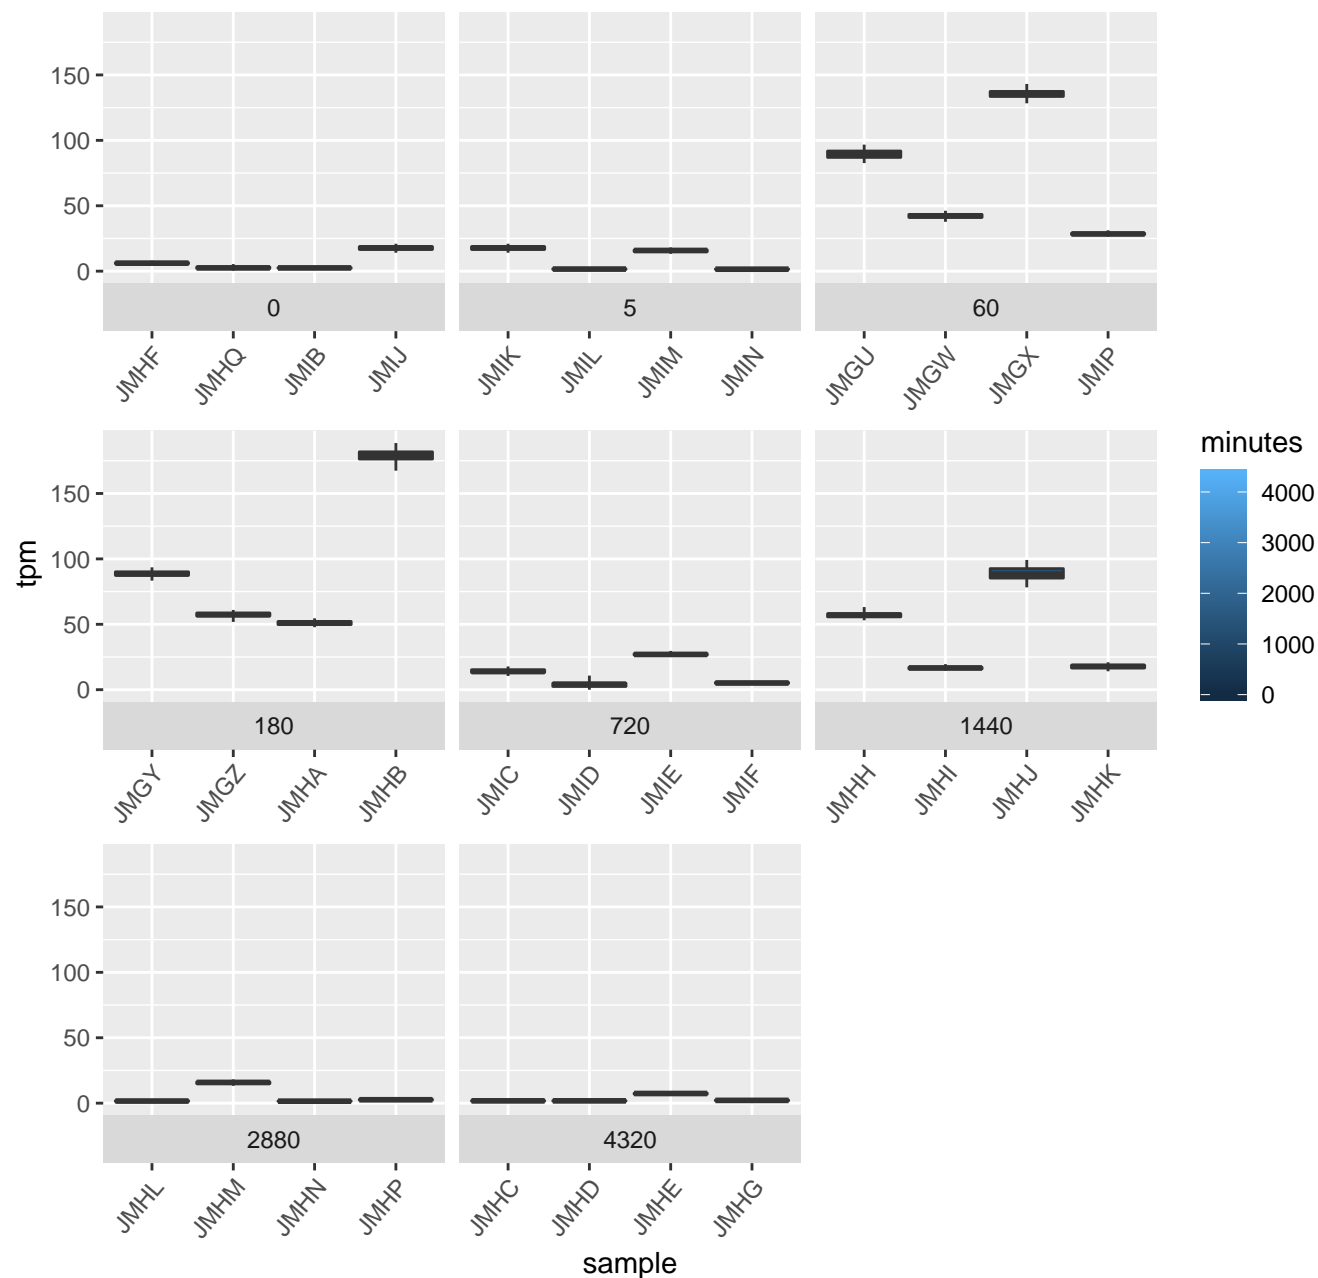 150
100
50
0
0
5
60
JMHF
JMHQ
JMIB
JMIJ
JMIK
JMIL
JMIM
JMIN
JMGU
JMGW
JMGX
JMIP
tpm
150
100
50
0
180
720
1440
JMGY
JMGZ
JMHA
JMHB
JMIC
JMID
JMIE
JMIF
JMHH
JMHI
JMHJ
JMHK
minutes
4000
3000
2000
1000
0
150
100
50
0
2880
4320
JMHL
JMHM
JMHN
JMHP
JMHC
JMHD
JMHE
JMHG
sample